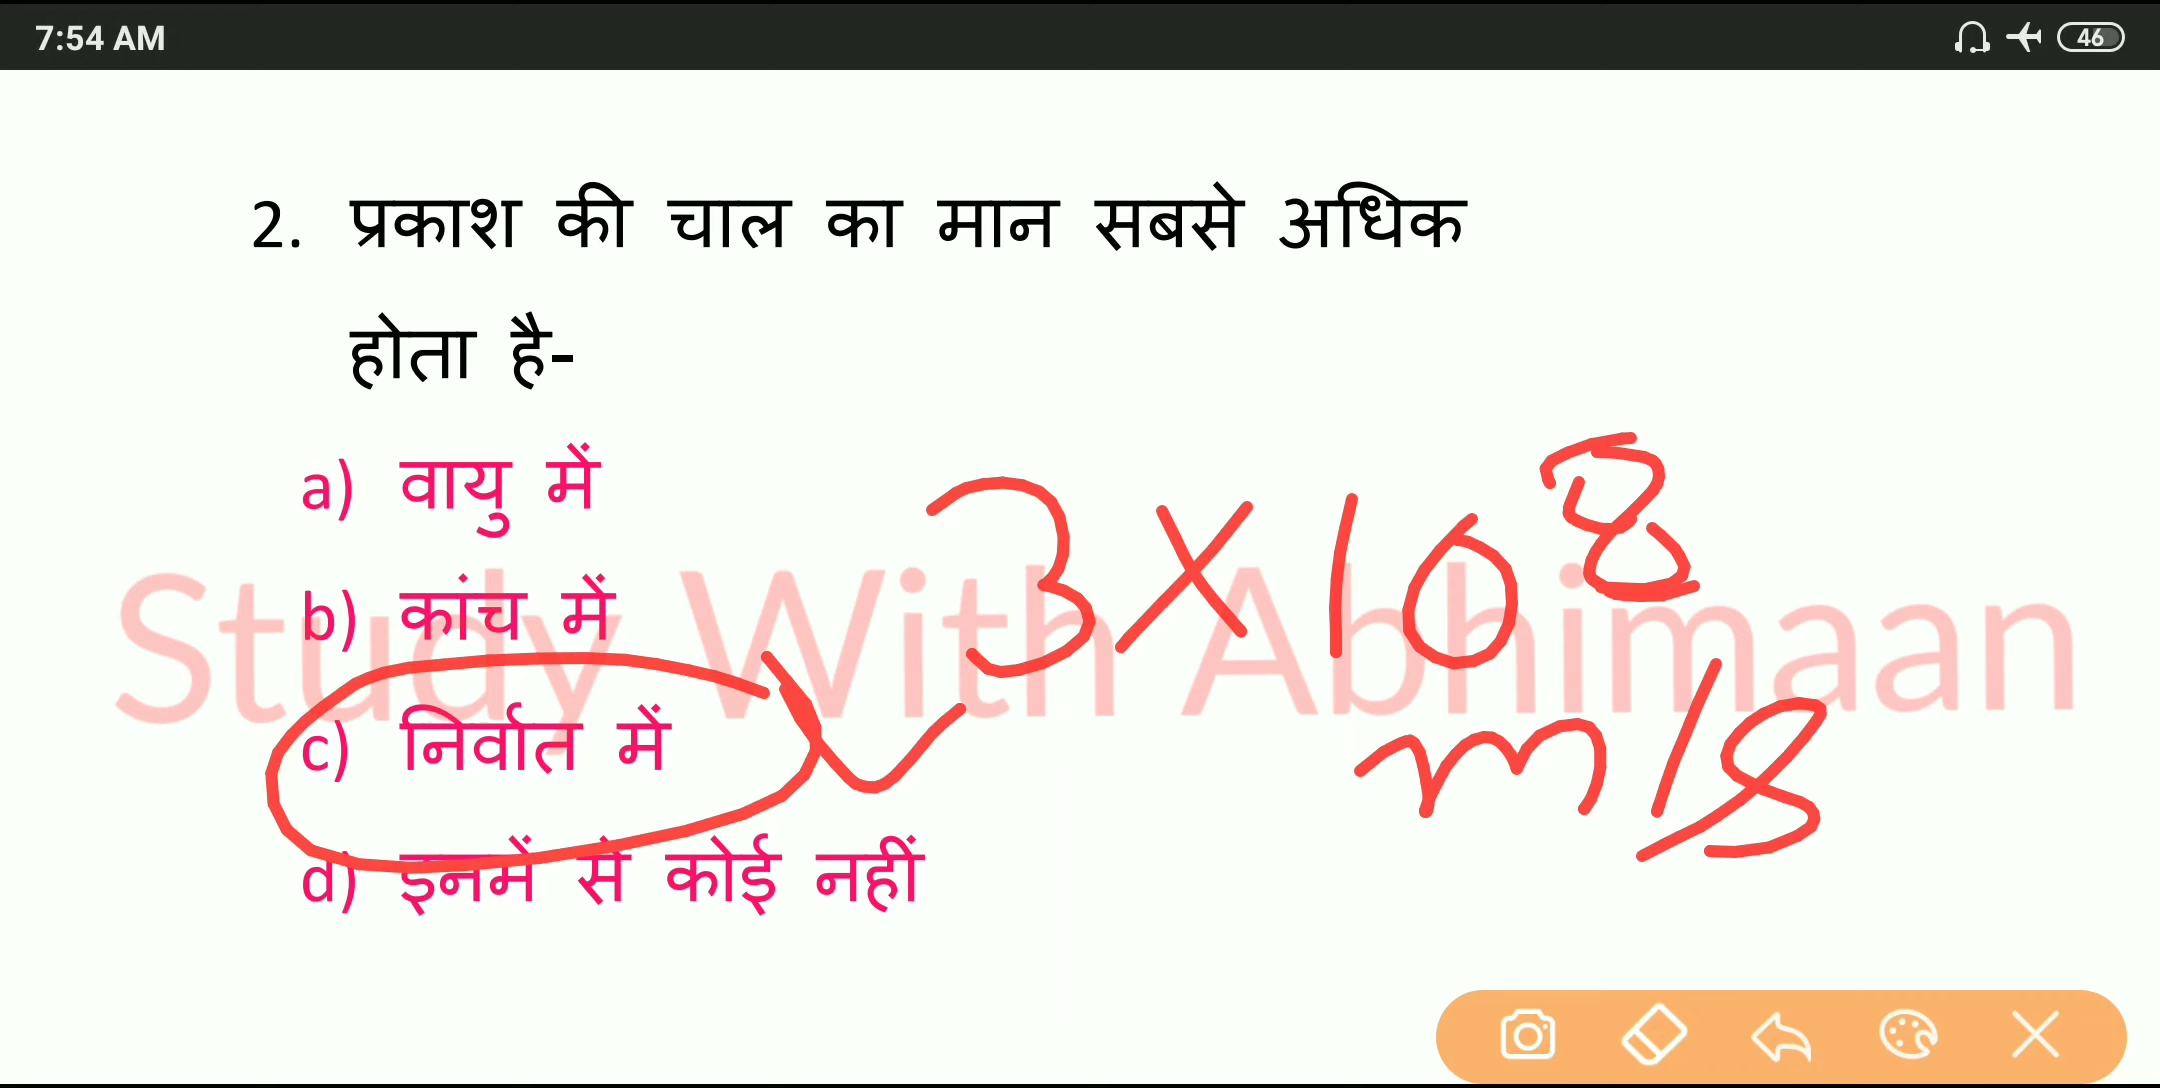 7:54 AM
46
2. प्रकाश की चाल का मान सबसे अधिक
होता है-
a) वायु में
b) कांच में
c) निर्वात में
d) इनमें से कोई नहीं
3 × 10⁸
m/s
Study With Abhimaan